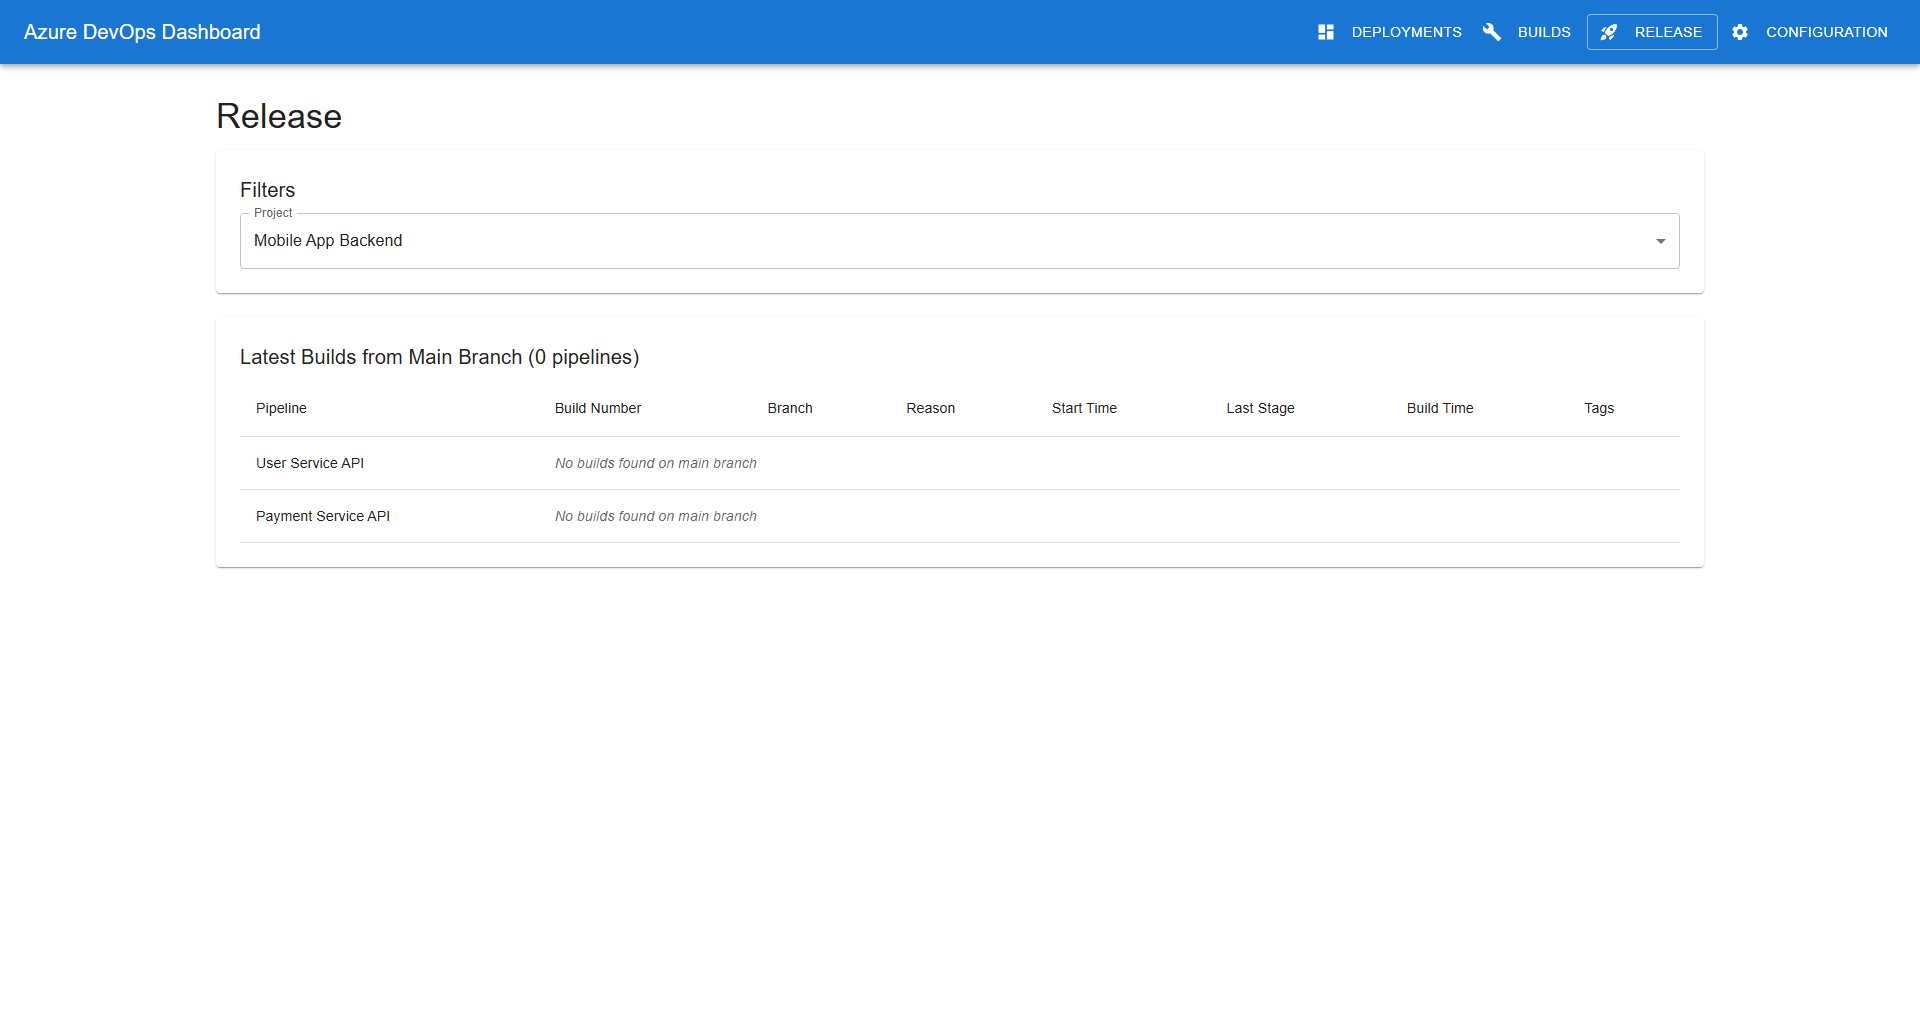 Azure DevOps Dashboard
DEPLOYMENTS BUILDS RELEASE CONFIGURATION
Release
Filters
Project
Mobile App Backend
Latest Builds from Main Branch (0 pipelines)
Pipeline Build Number Branch Reason Start Time Last Stage Build Time Tags
User Service API No builds found on main branch
Payment Service API No builds found on main branch